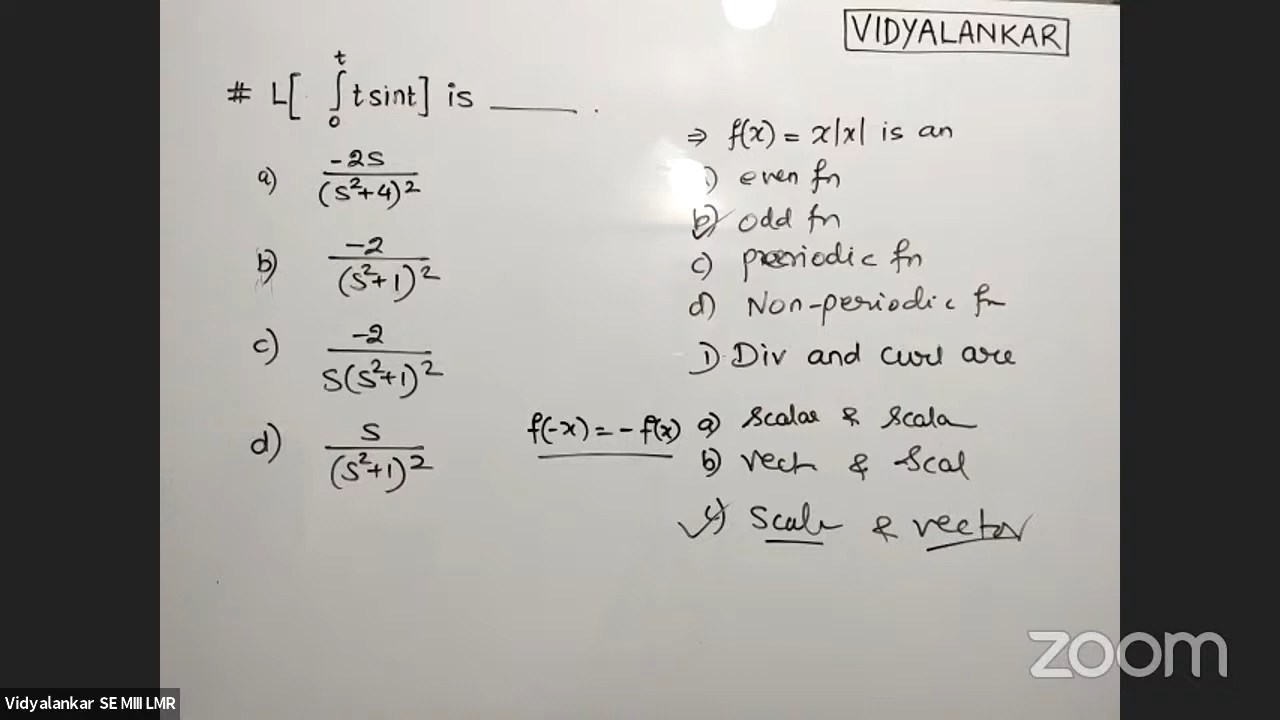 VIDYALANKAR
# L[ ∫₀ᵗ t sint ] is ______ .
a) -2s / (s²+4)²
b) -2 / (s²+1)²
c) -2 / s(s²+1)²
d) s / (s²+1)²
⇒ f(x) = x|x| is an
) even fn
b) odd fn
c) periodic fn
d) Non-periodic fn
1) Div and curl are
f(-x) = - f(x)
a) scalar & scala
b) vect & scal
c) Scalr & vector
zoom
Vidyalankar SE MIII LMR